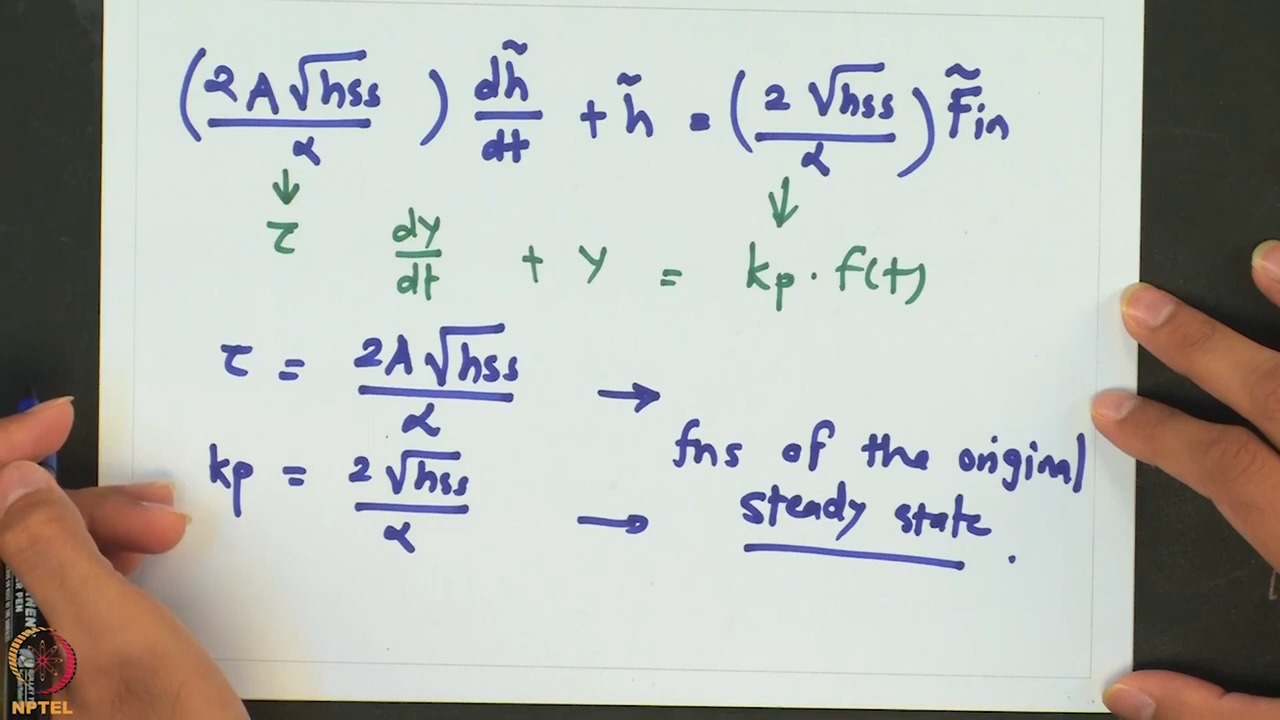 (2A√hss / α) dh̃/dt + h̃ = (2√hss / α) F̃in
↓ ↓
τ dy/dt + y = kp · f(t)
τ = 2A√hss / α →
fns of the original
kp = 2√hss / α →
steady state.
NPTEL